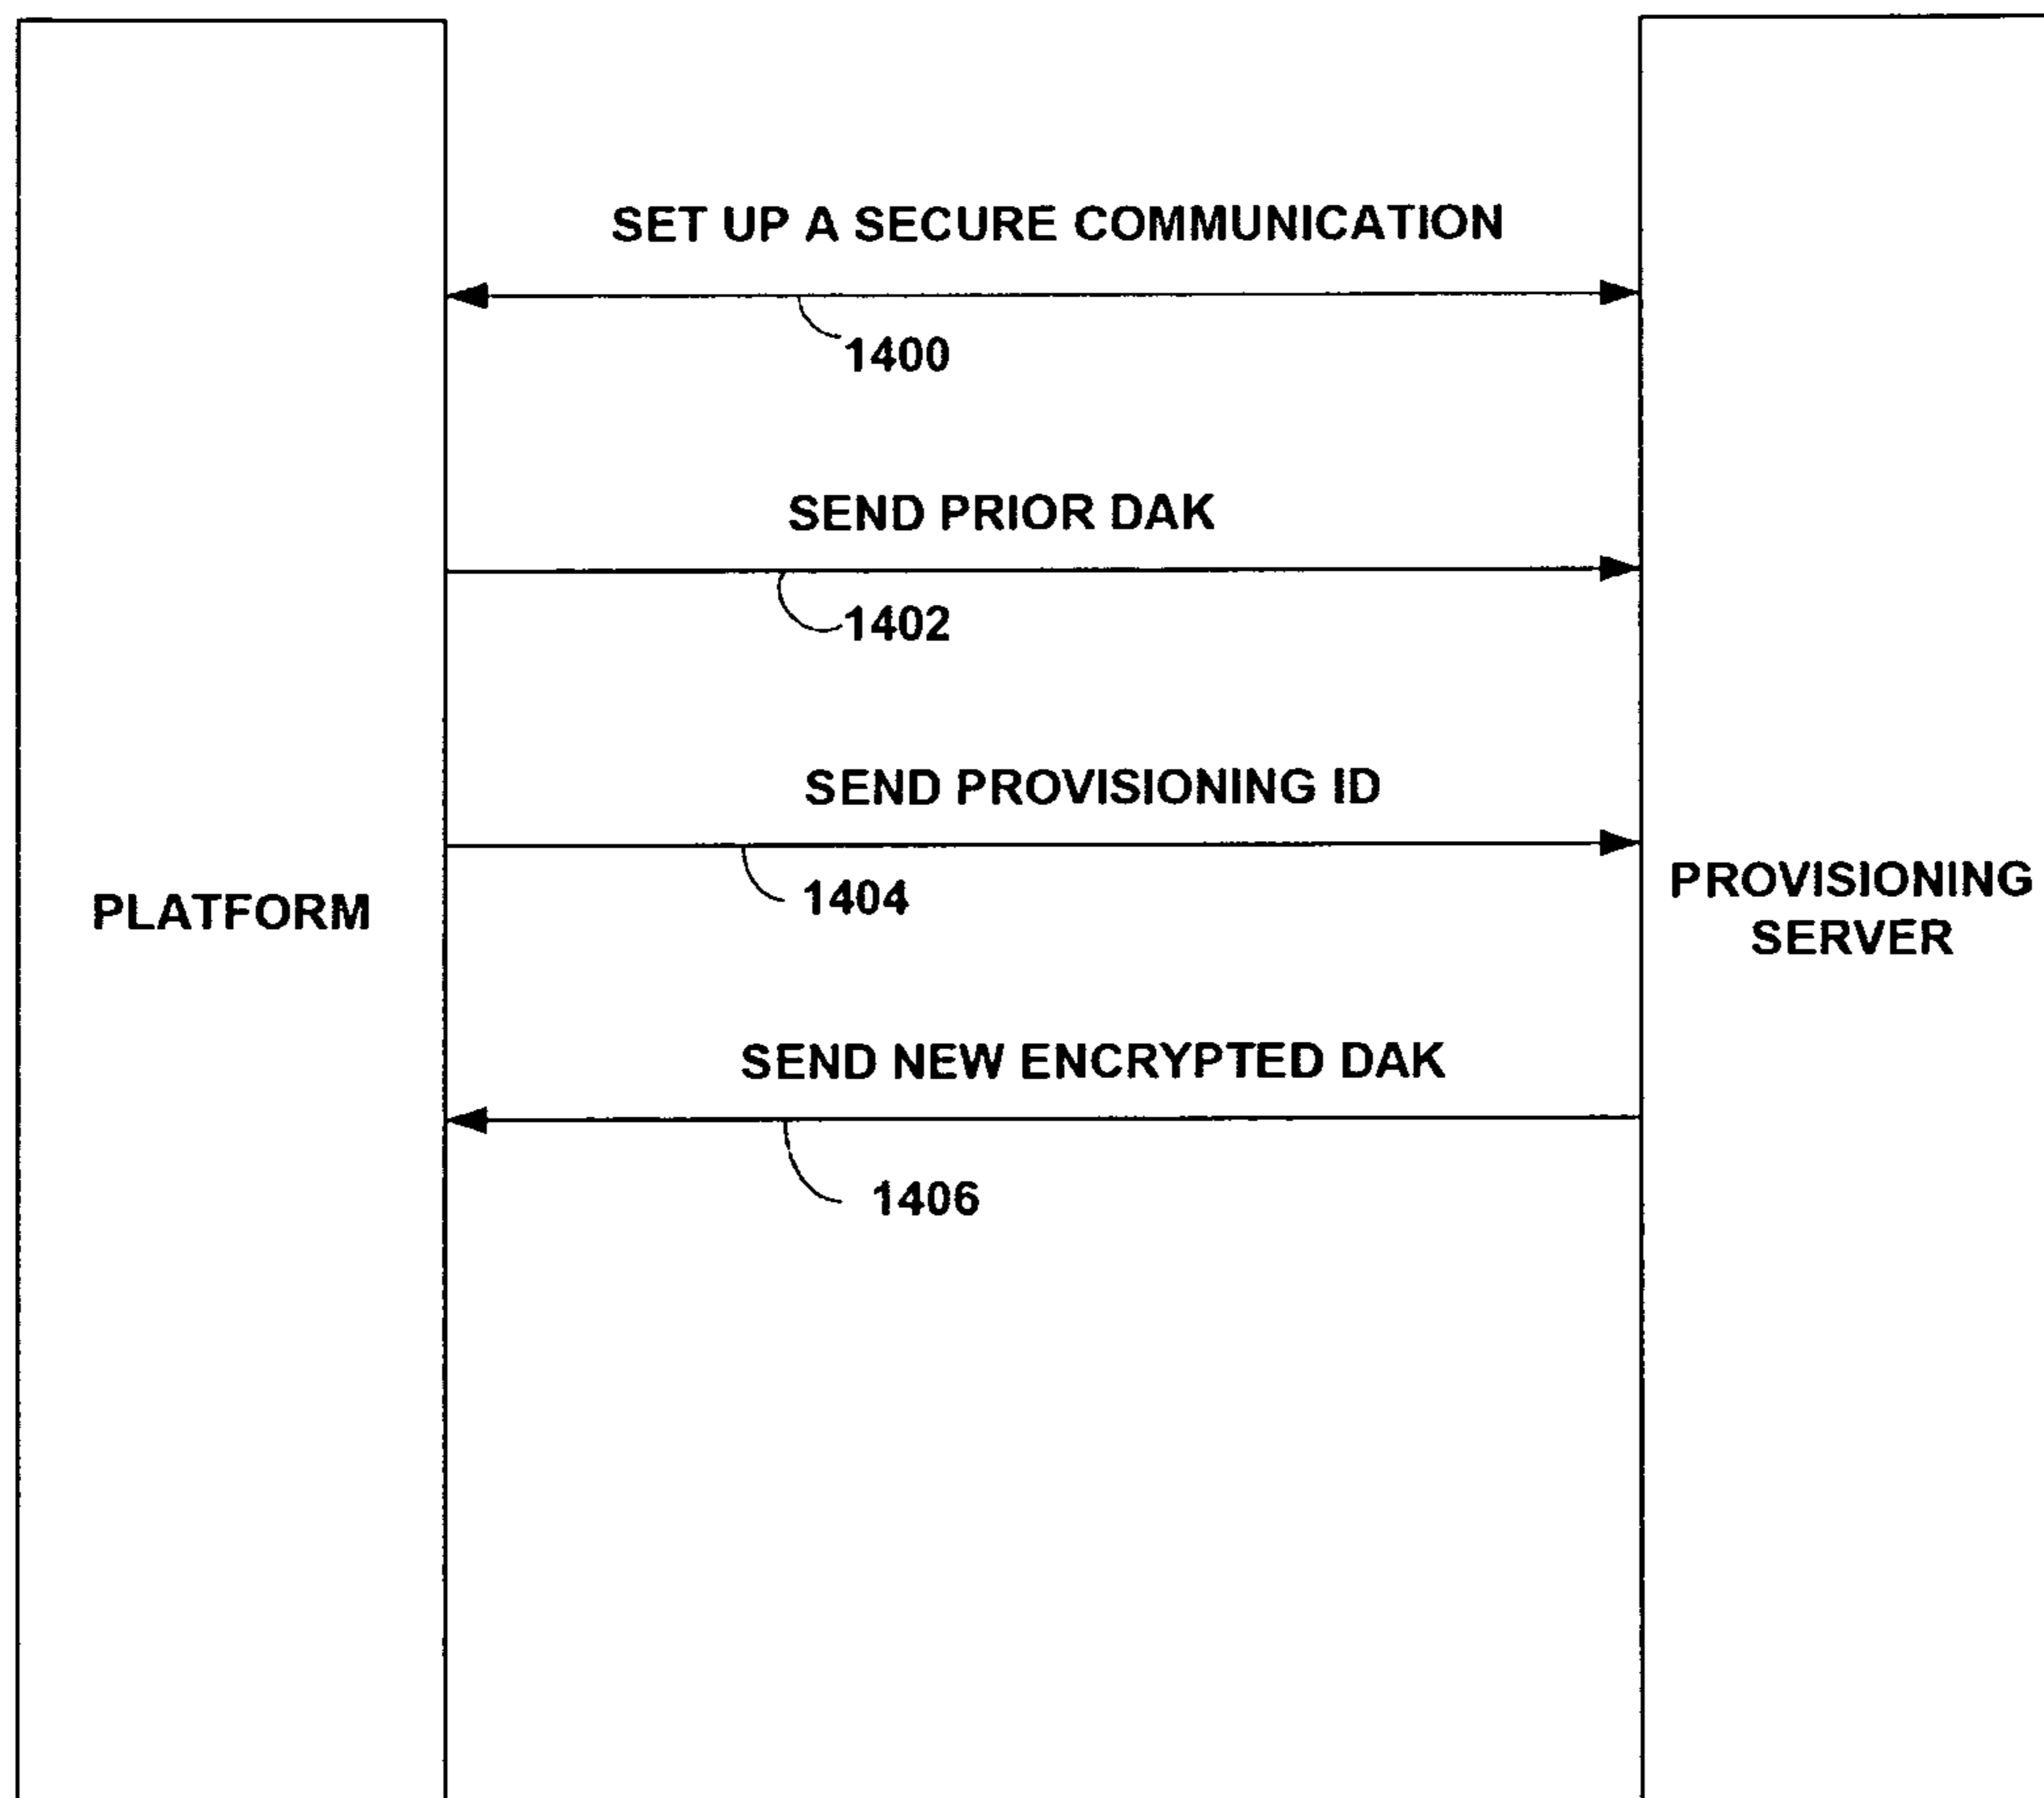 SET UP A SECURE COMMUNICATION
1400
SEND PRIOR DAK
1402
SEND PROVISIONING ID
1404
PLATFORM
PROVISIONING
SERVER
SEND NEW ENCRYPTED DAK
1406